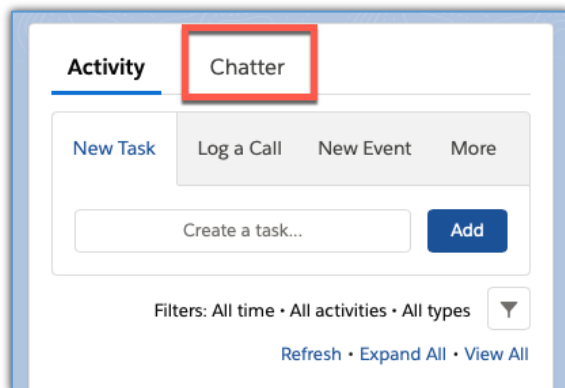 Activity Chatter
New Task Log a Call New Event More
Create a task... Add
Filters: All time • All activities • All types
Refresh • Expand All • View All